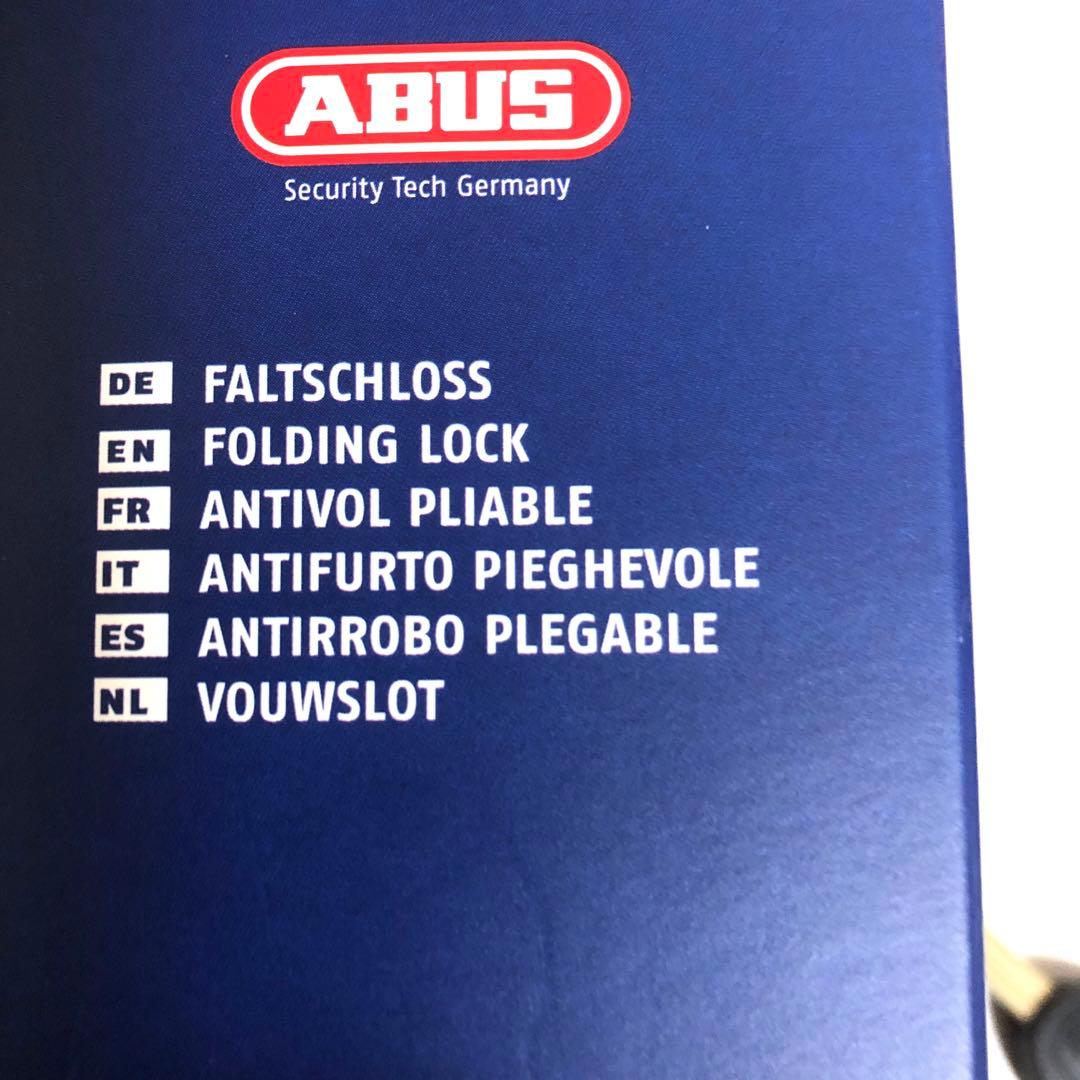 ABUS
Security Tech Germany
DE FALTSCHLOSS
EN FOLDING LOCK
FR ANTIVOL PLIABLE
IT ANTIFURTO PIEGHEVOLE
ES ANTIRROBO PLEGABLE
NL VOUWSLOT